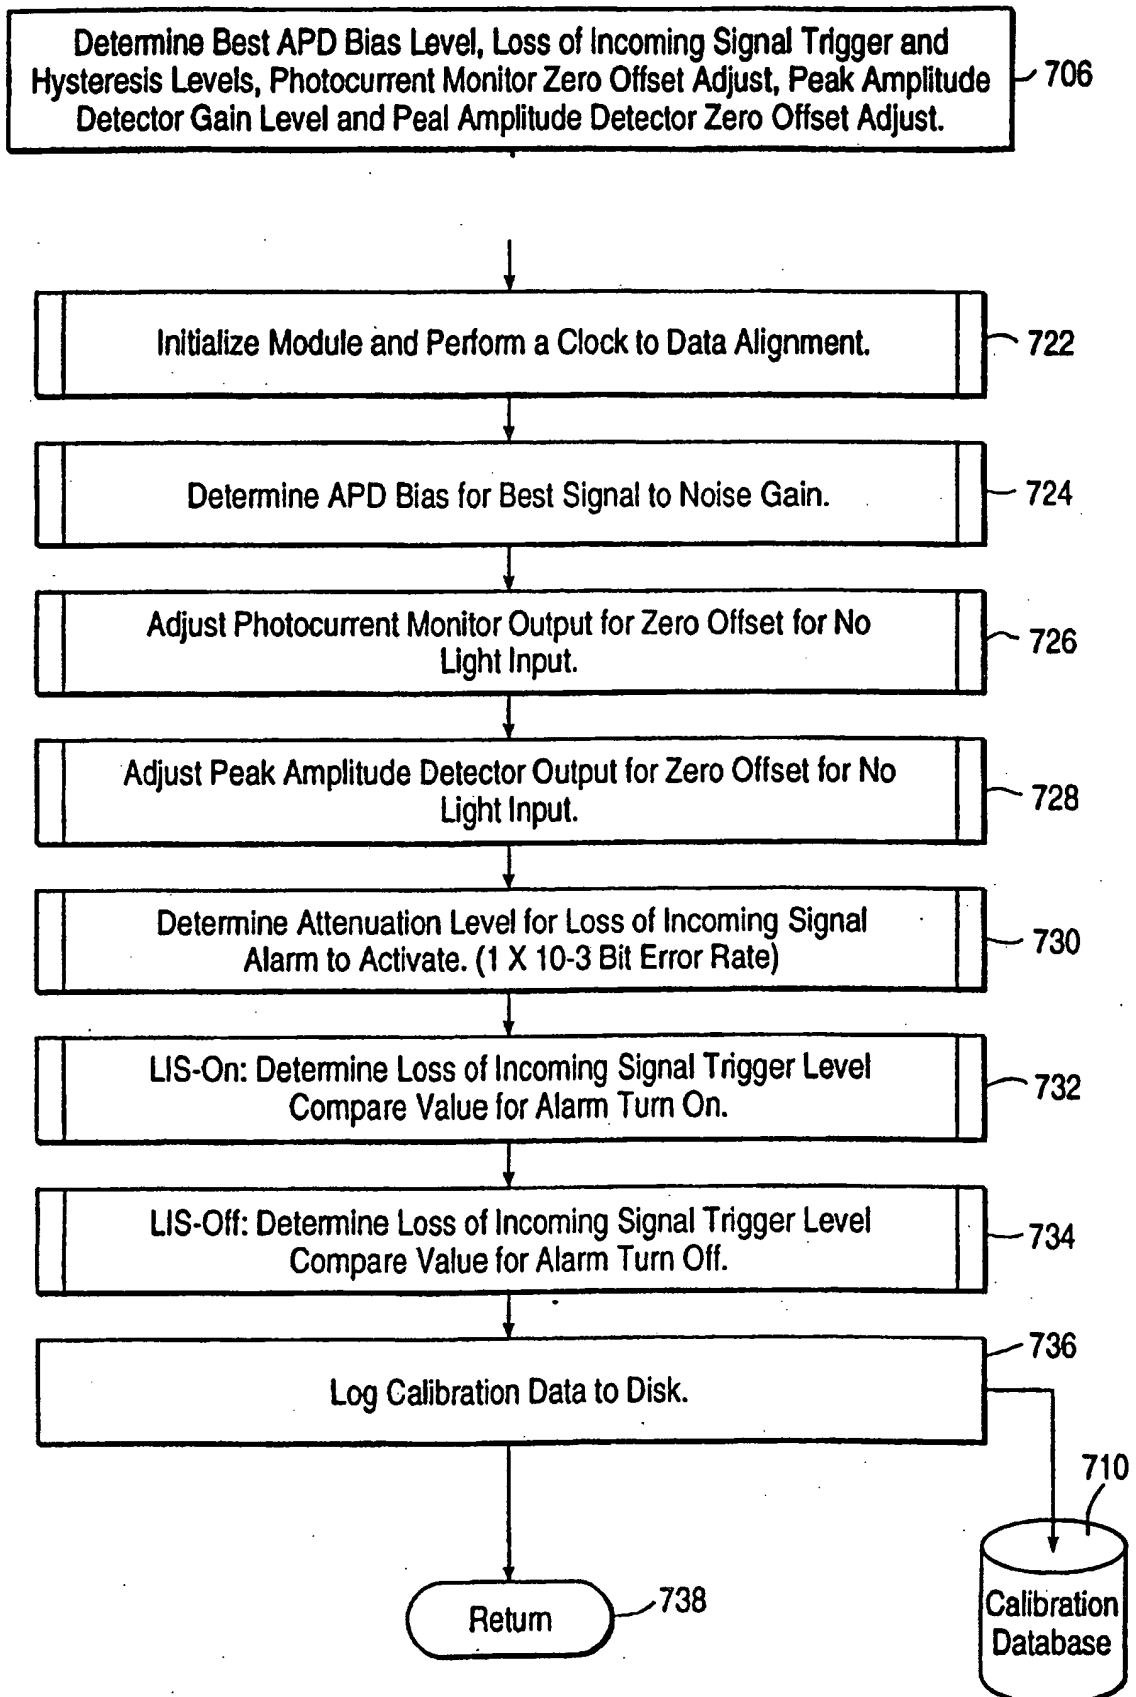 Determine Best APD Bias Level, Loss of Incoming Signal Trigger and
Hysteresis Levels, Photocurrent Monitor Zero Offset Adjust, Peak Amplitude
Detector Gain Level and Peal Amplitude Detector Zero Offset Adjust.
706
Initialize Module and Perform a Clock to Data Alignment.
722
Determine APD Bias for Best Signal to Noise Gain.
724
Adjust Photocurrent Monitor Output for Zero Offset for No
Light Input.
726
Adjust Peak Amplitude Detector Output for Zero Offset for No
Light Input.
728
Determine Attenuation Level for Loss of Incoming Signal
Alarm to Activate. (1 X 10-3 Bit Error Rate)
730
LIS-On: Determine Loss of Incoming Signal Trigger Level
Compare Value for Alarm Turn On.
732
LIS-Off: Determine Loss of Incoming Signal Trigger Level
Compare Value for Alarm Turn Off.
734
Log Calibration Data to Disk.
736
710
Calibration
Database
Return
738